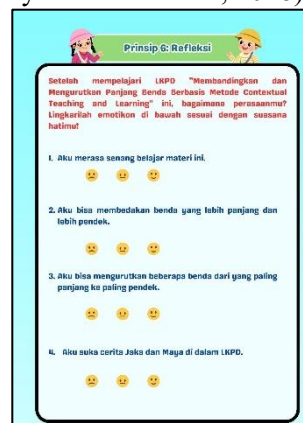 Prinsip 6: Refleksi
Setelah mempelajari LKPD "Membandingkan dan
Mengurutkan Panjang Benda Berbasis Metode Contextual
Teaching and Learning" ini, bagaimana perasaanmu?
Lingkarilah emotikon di bawah sesuai dengan suasana
hatimu!
1. Aku merasa senang belajar materi ini.
2. Aku bisa membedakan benda yang lebih panjang dan
lebih pendek.
3. Aku bisa mengurutkan beberapa benda dari yang paling
panjang ke paling pendek.
4. Aku suka cerita Jaka dan Maya di dalam LKPD.